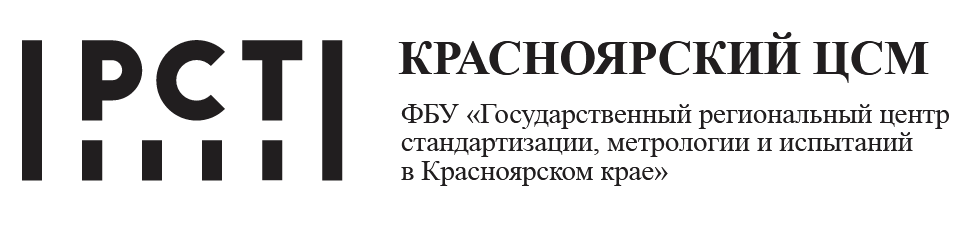 РСТ
КРАСНОЯРСКИЙ ЦСМ
ФБУ «Государственный региональный центр
стандартизации, метрологии и испытаний
в Красноярском крае»